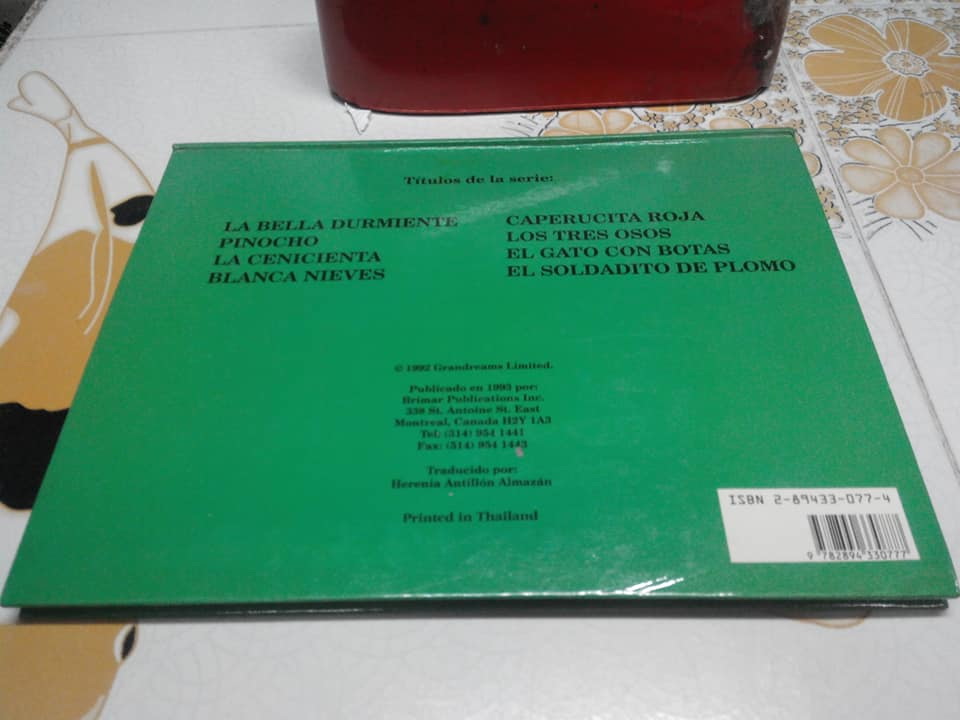 Títulos de la serie:
LA BELLA DURMIENTE
PINOCHO
LA CENICIENTA
BLANCA NIEVES
CAPERUCITA ROJA
LOS TRES OSOS
EL GATO CON BOTAS
EL SOLDADITO DE PLOMO
© 1992 Grandreams Limited.
Publicado en 1993 por:
Brimar Publications Inc.
338 St. Antoine St. East
Montreal, Canada H2Y 1A3
Tel: (514) 954 1441
Fax: (514) 954 1443
Traducido por:
Herenia Antillón Almazán
Printed in Thailand
ISBN 2-89433-077-4
9 782894 330777